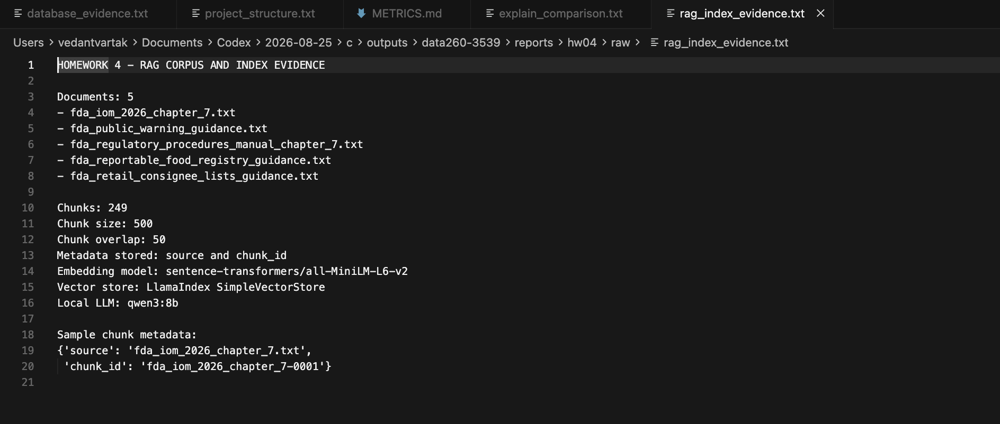 database_evidence.txt project_structure.txt METRICS.md explain_comparison.txt rag_index_evidence.txt
Users > vedantvartak > Documents > Codex > 2026-08-25 > c > outputs > data260-3539 > reports > hw04 > raw > rag_index_evidence.txt
1 HOMEWORK 4 - RAG CORPUS AND INDEX EVIDENCE
2
3 Documents: 5
4 - fda_iom_2026_chapter_7.txt
5 - fda_public_warning_guidance.txt
6 - fda_regulatory_procedures_manual_chapter_7.txt
7 - fda_reportable_food_registry_guidance.txt
8 - fda_retail_consignee_lists_guidance.txt
9
10 Chunks: 249
11 Chunk size: 500
12 Chunk overlap: 50
13 Metadata stored: source and chunk_id
14 Embedding model: sentence-transformers/all-MiniLM-L6-v2
15 Vector store: LlamaIndex SimpleVectorStore
16 Local LLM: qwen3:8b
17
18 Sample chunk metadata:
19 {'source': 'fda_iom_2026_chapter_7.txt',
20 'chunk_id': 'fda_iom_2026_chapter_7-0001'}
21